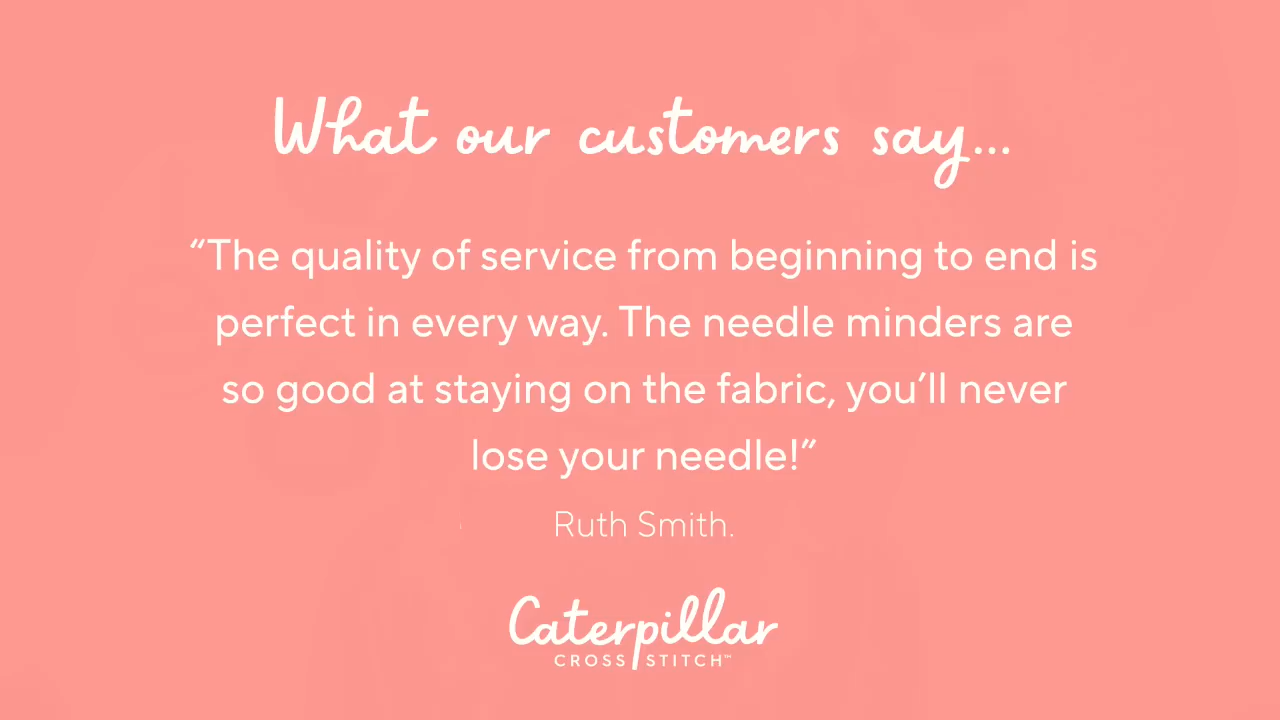 What our customers say...
“The quality of service from beginning to end is
perfect in every way. The needle minders are
so good at staying on the fabric, you’ll never
lose your needle!”
Ruth Smith.
Caterpillar
CROSS STITCH™